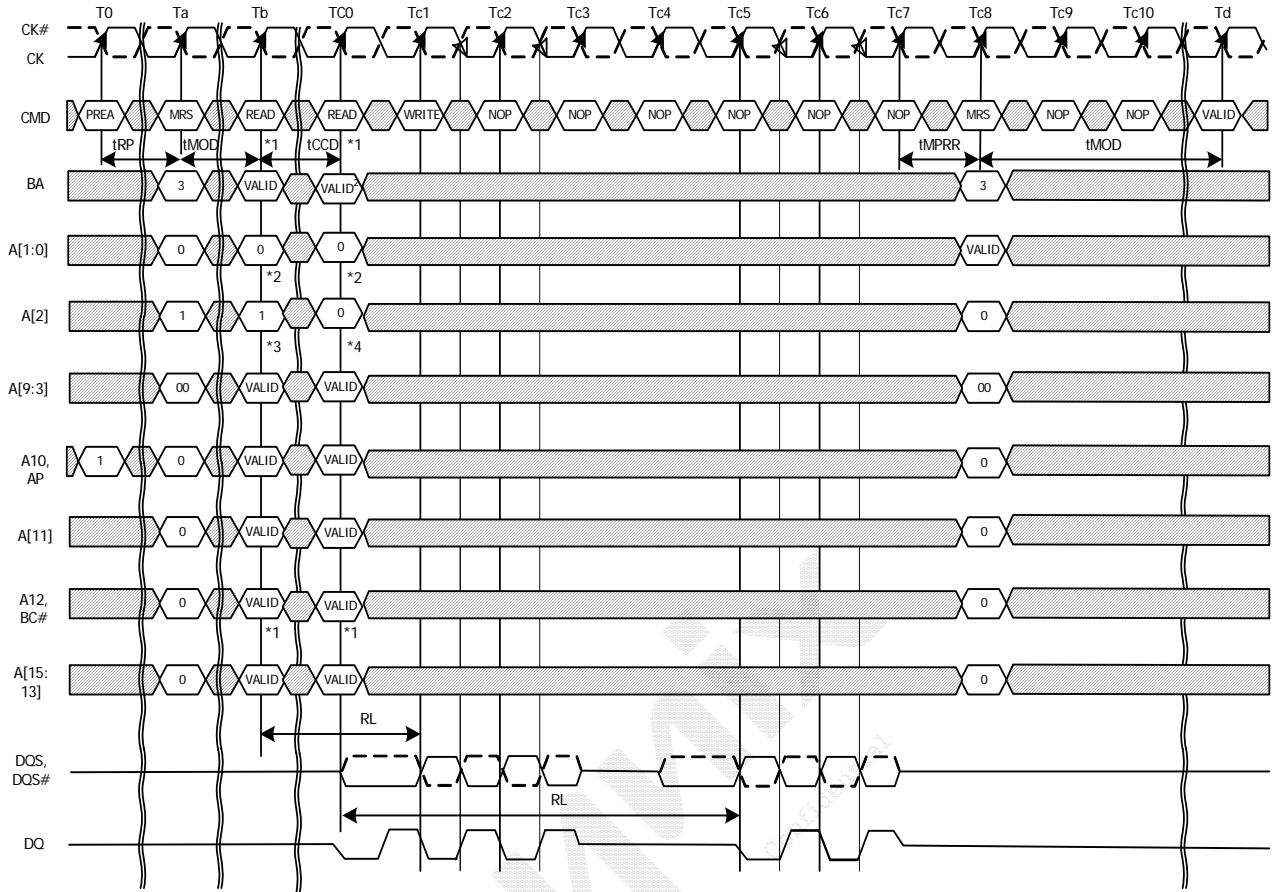 T0 Ta Tb TC0 Tc1 Tc2 Tc3 Tc4 Tc5 Tc6 Tc7 Tc8 Tc9 Tc10 Td
CK#
CK
CMD PREA MRS READ READ WRITE NOP NOP NOP NOP NOP NOP MRS NOP NOP VALID
tRP tMOD *1 tCCD *1 tMPRR tMOD
BA 3 VALID VALID 2 3
A[1:0] 0 0 0 VALID
*2 *2
A[2] 1 1 0 0
*3 *4
A[9:3] 00 VALID VALID 00
A10,
AP
1 0 VALID VALID 0
A[11] 0 VALID VALID 0
A12,
BC#
0 VALID VALID 0
*1 *1
A[15:
13]
0 VALID VALID 0
RL
DQS,
DQS#
RL
DQ
Confidential